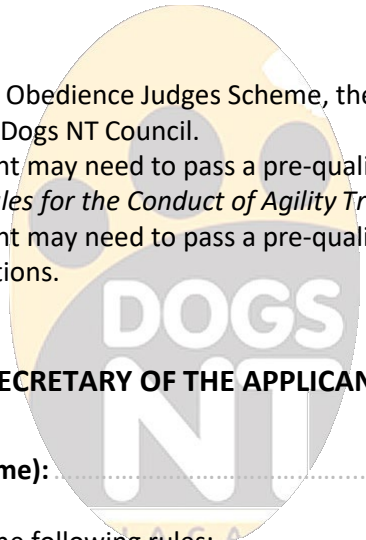 Obedience Judges Scheme, the
Dogs NT Council.
nt may need to pass a pre-quali
les for the Conduct of Agility Tr
nt may need to pass a pre-quali
tions.
DOGS
NT
ECRETARY OF THE APPLICAN
me):
ne following rules: